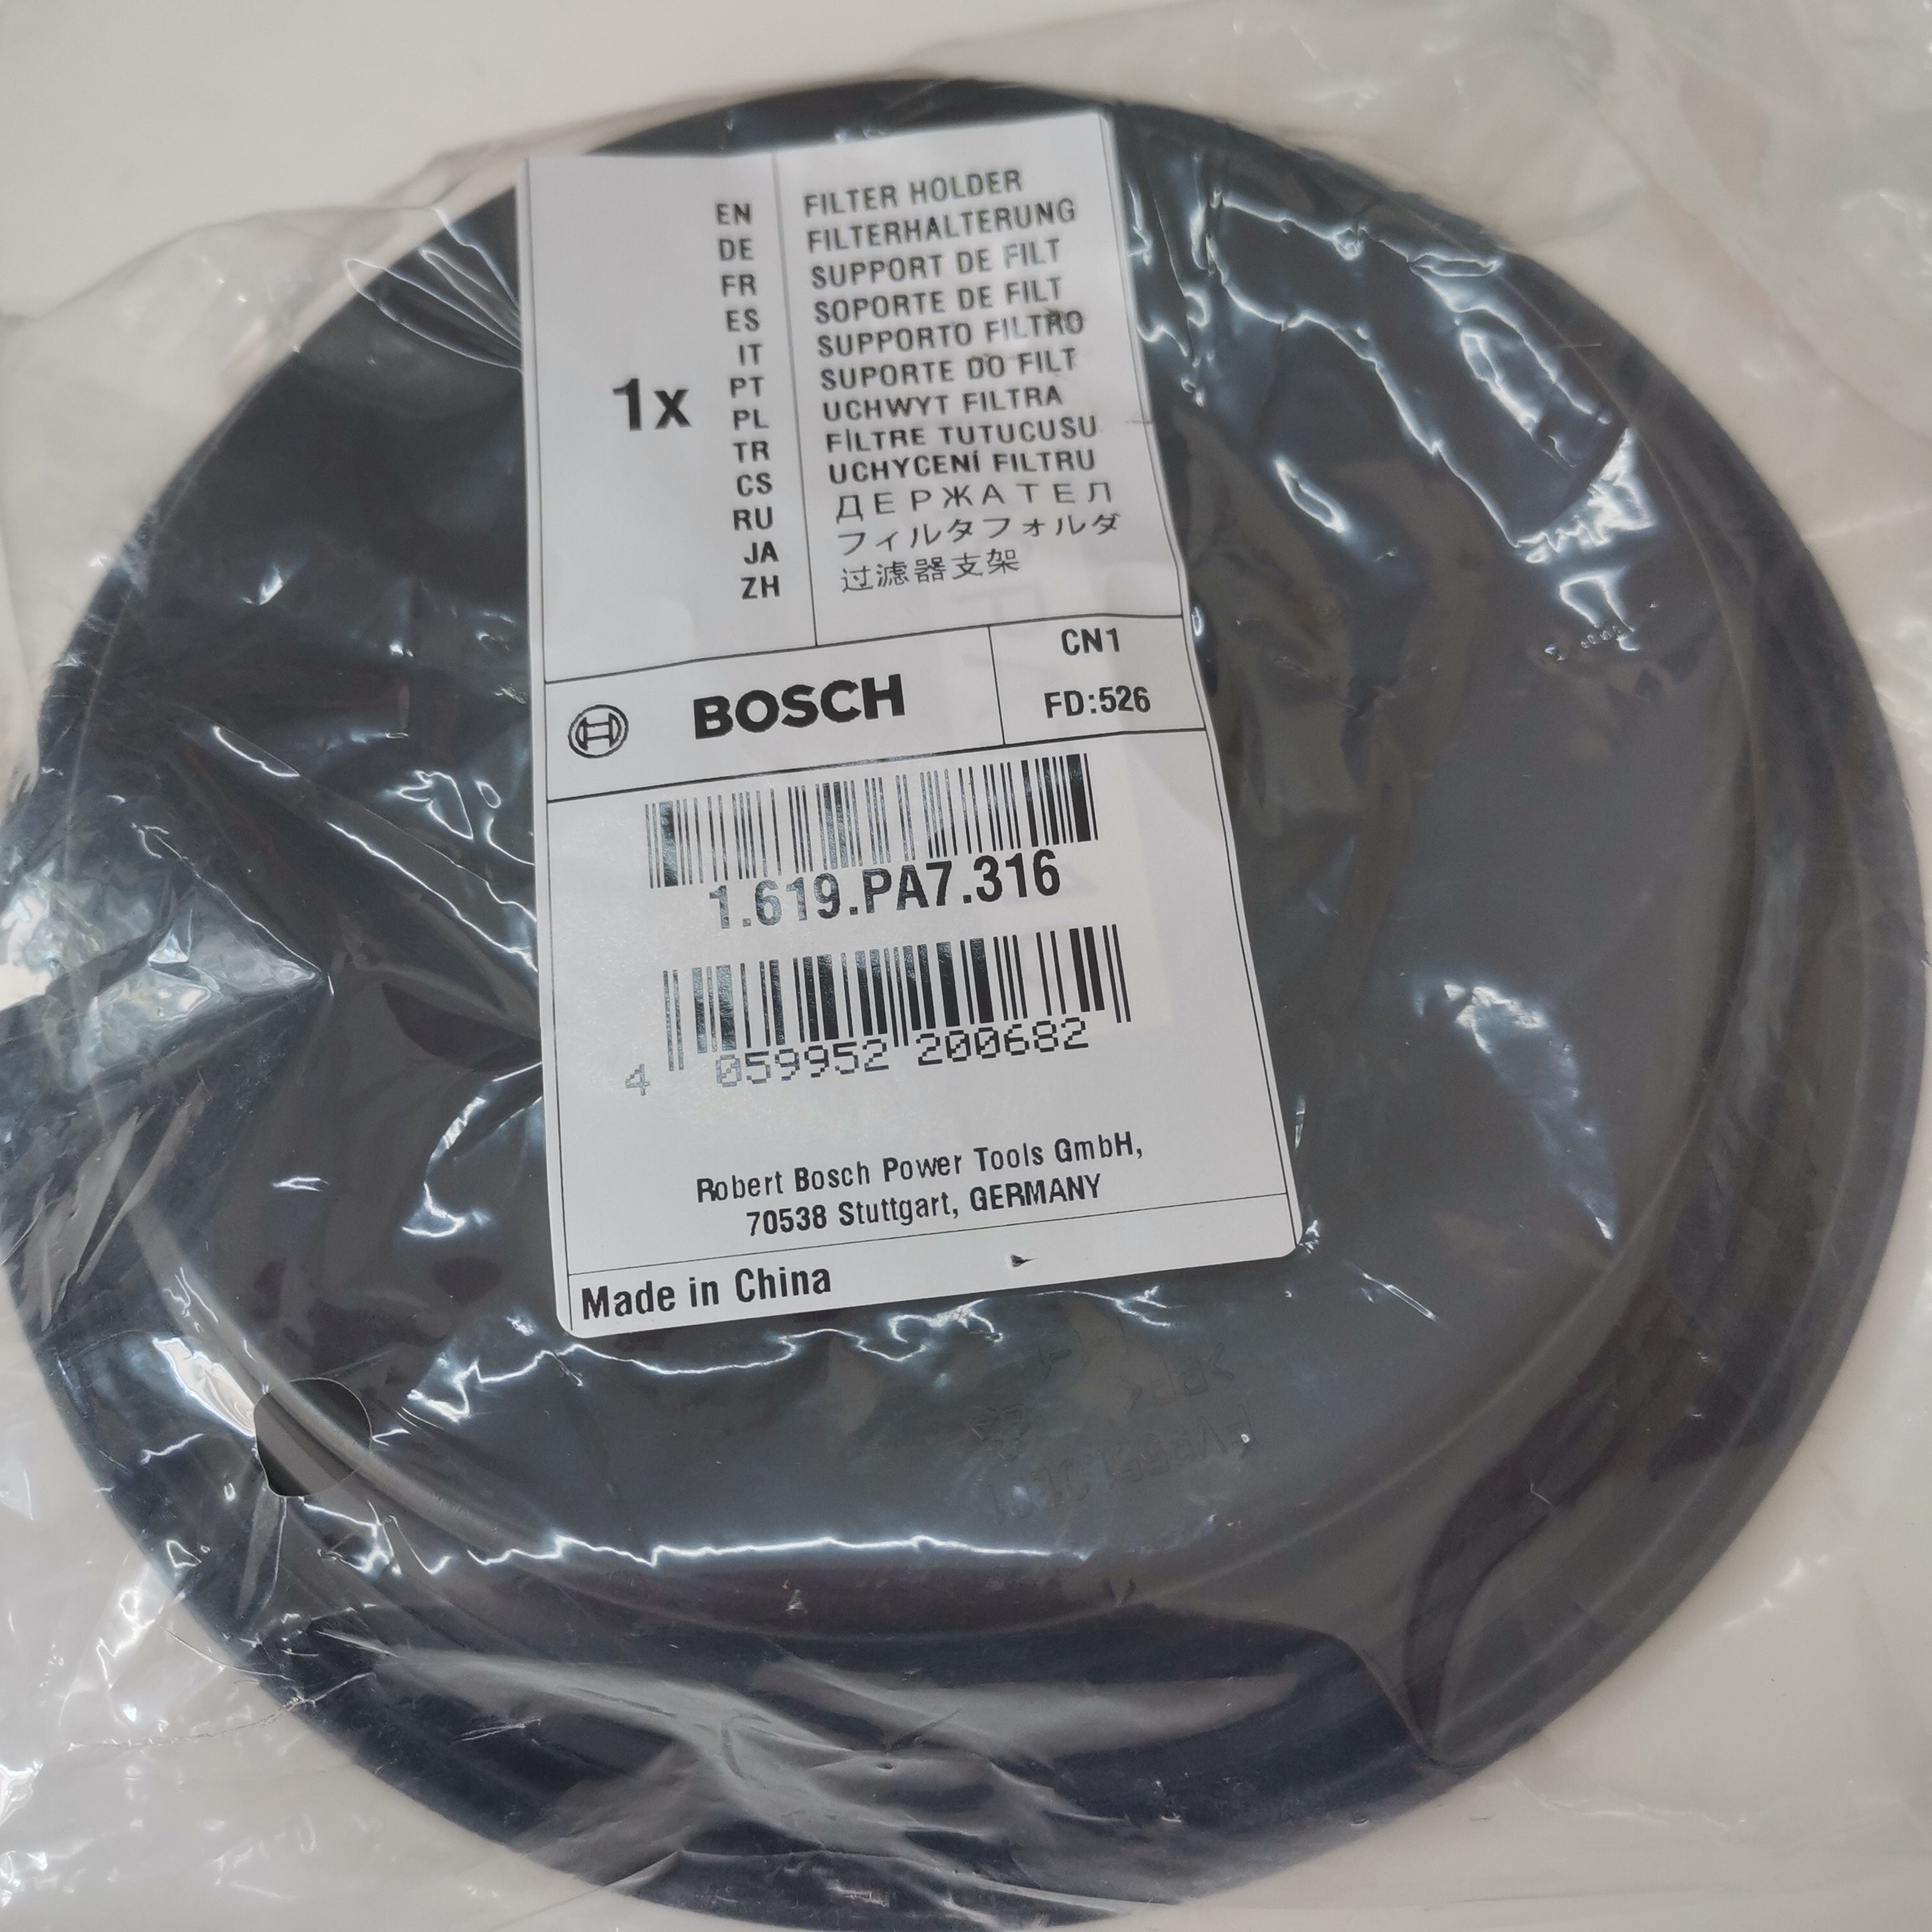 1x
EN FILTER HOLDER
DE FILTERHALTERUNG
FR SUPPORT DE FILT
ES SOPORTE DE FILT
IT SUPPORTO FILTRO
PT SUPORTE DO FILT
PL UCHWYT FILTRA
TR FİLTRE TUTUCUSU
CS UCHYCENÍ FILTRU
RU ДЕРЖАТЕЛ
JA フィルタフォルダ
ZH 过滤器支架
BOSCH
CN1
FD:526
1.619.PA7.316
4 059952 200682
Robert Bosch Power Tools GmbH,
70538 Stuttgart, GERMANY
Made in China